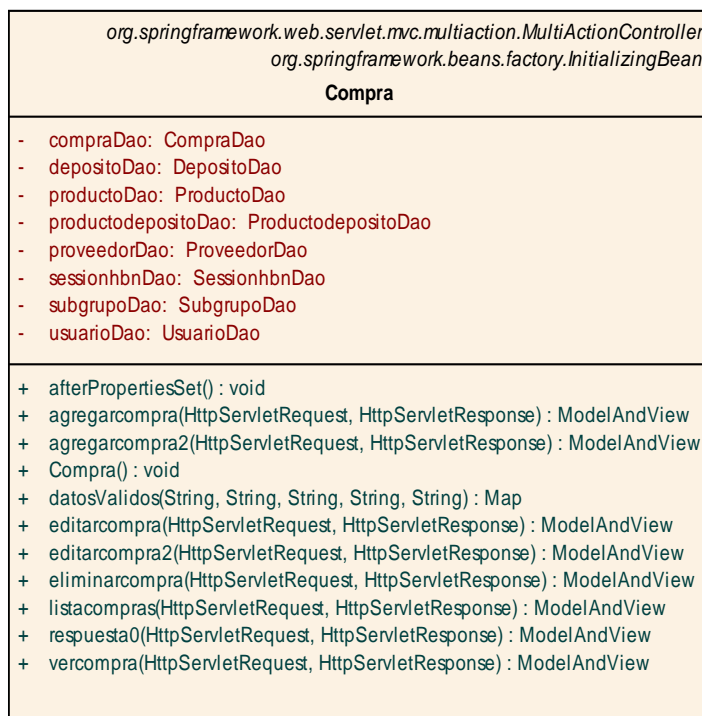 org.springframework.web.servlet.mvc.multiaction.MultiActionController
org.springframework.beans.factory.InitializingBean
Compra
- compraDao: CompraDao
- depositoDao: DepositoDao
- productoDao: ProductoDao
- productodepositoDao: ProductodepositoDao
- proveedorDao: ProveedorDao
- sessionhbnDao: SessionhbnDao
- subgrupoDao: SubgrupoDao
- usuarioDao: UsuarioDao
+ afterPropertiesSet() : void
+ agregarcompra(HttpServletRequest, HttpServletResponse) : ModelAndView
+ agregarcompra2(HttpServletRequest, HttpServletResponse) : ModelAndView
+ Compra() : void
+ datosValidos(String, String, String, String, String) : Map
+ editarcompra(HttpServletRequest, HttpServletResponse) : ModelAndView
+ editarcompra2(HttpServletRequest, HttpServletResponse) : ModelAndView
+ eliminarcompra(HttpServletRequest, HttpServletResponse) : ModelAndView
+ listacompras(HttpServletRequest, HttpServletResponse) : ModelAndView
+ respuesta0(HttpServletRequest, HttpServletResponse) : ModelAndView
+ vercompra(HttpServletRequest, HttpServletResponse) : ModelAndView